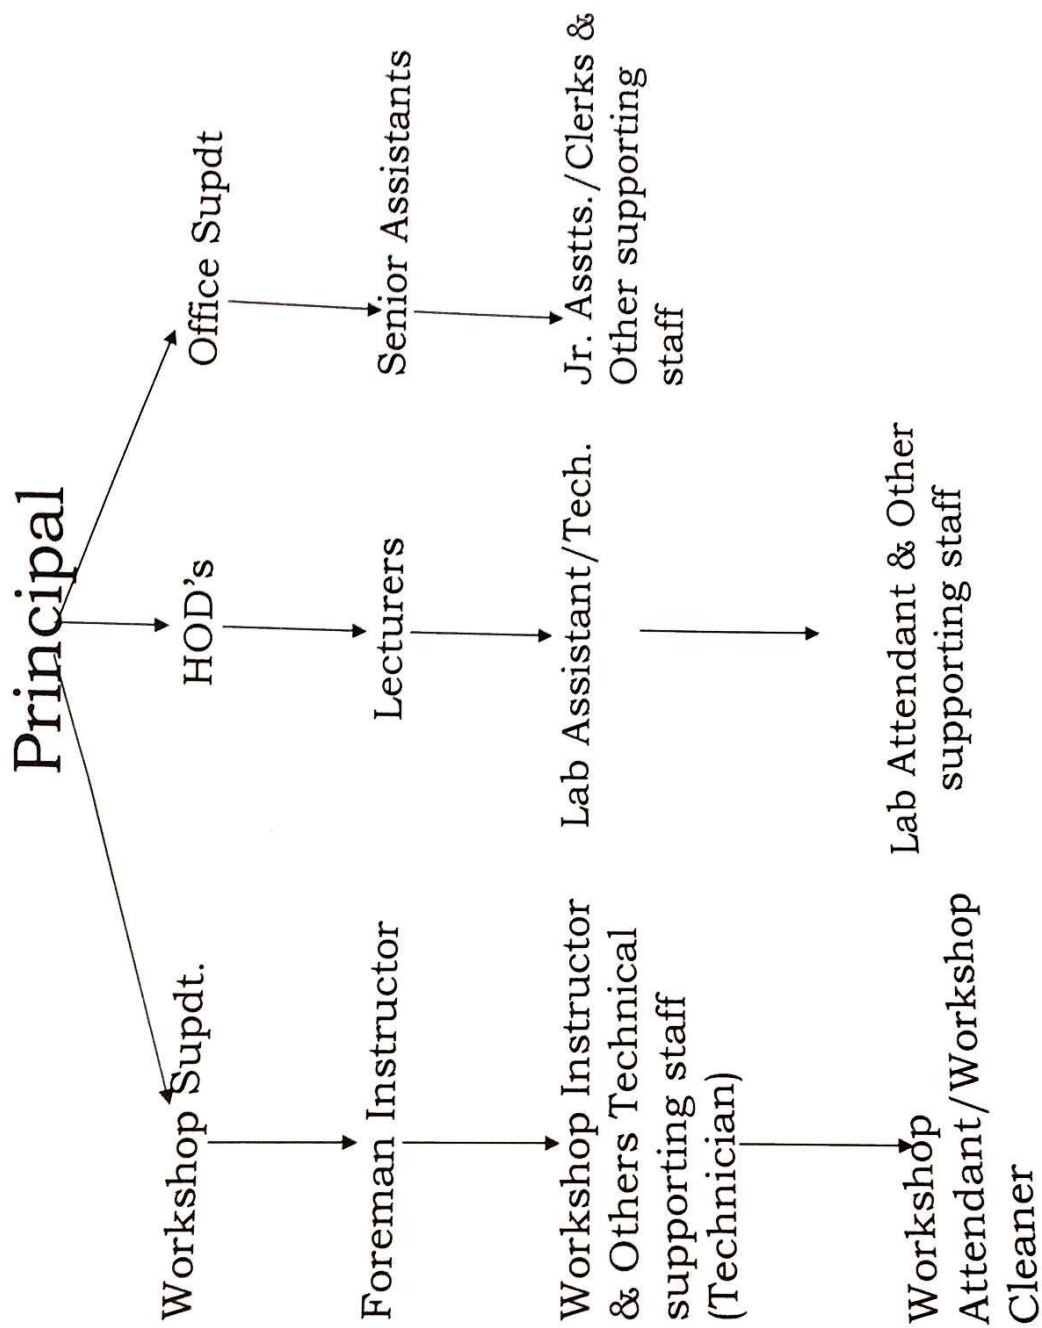 Principal
Workshop Supdt.
HOD's
Office Supdt
Foreman Instructor
Lecturers
Senior Assistants
Workshop Instructor
& Others Technical
supporting staff
(Technician)
Lab Assistant/Tech.
Jr. Asstts./Clerks &
Other supporting
staff
Workshop
Attendant/Workshop
Cleaner
Lab Attendant & Other
supporting staff